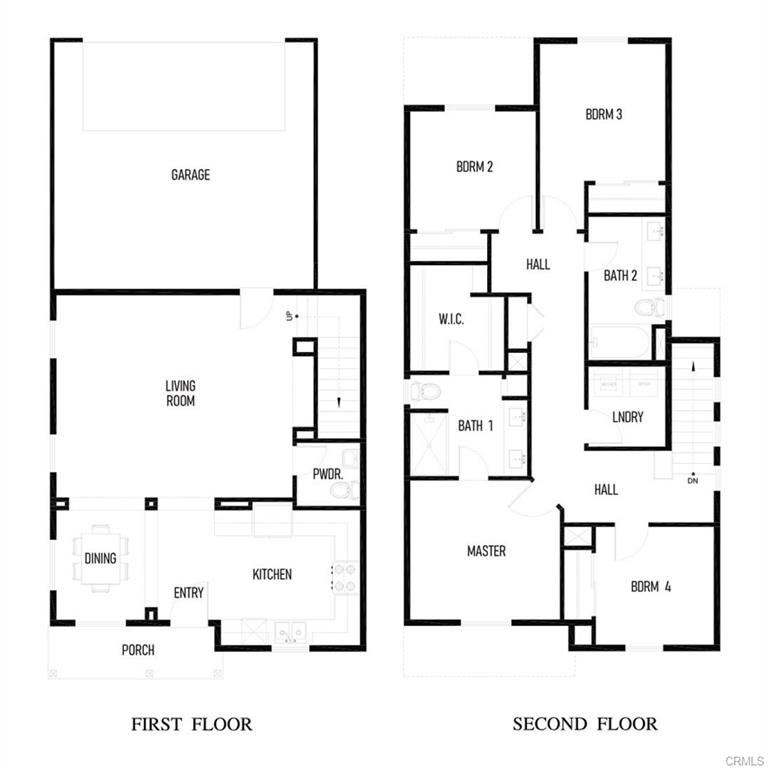 GARAGE
UP
LIVING
ROOM
PWDR.
DINING
ENTRY
KITCHEN
PORCH
FIRST FLOOR
BDRM 3
BDRM 2
HALL
BATH 2
W.I.C.
BATH 1
LNDRY
DN
HALL
MASTER
BDRM 4
SECOND FLOOR
CRMLS